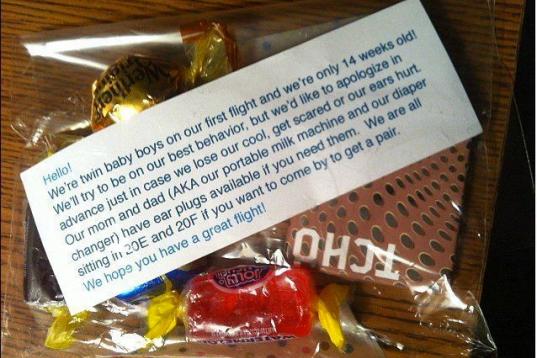 Hello!
We're twin baby boys on our first flight and we're only 14 weeks old!
We'll try to be on our best behavior, but we'd like to apologize in
advance just in case we lose our cool, get scared or our ears hurt.
Our mom and dad (AKA our portable milk machine and our diaper
changer) have ear plugs available if you need them. We are all
sitting in 20E and 20F if you want to come by to get a pair.
We hope you have a great flight!
Werther's
TCHO
JOLLY